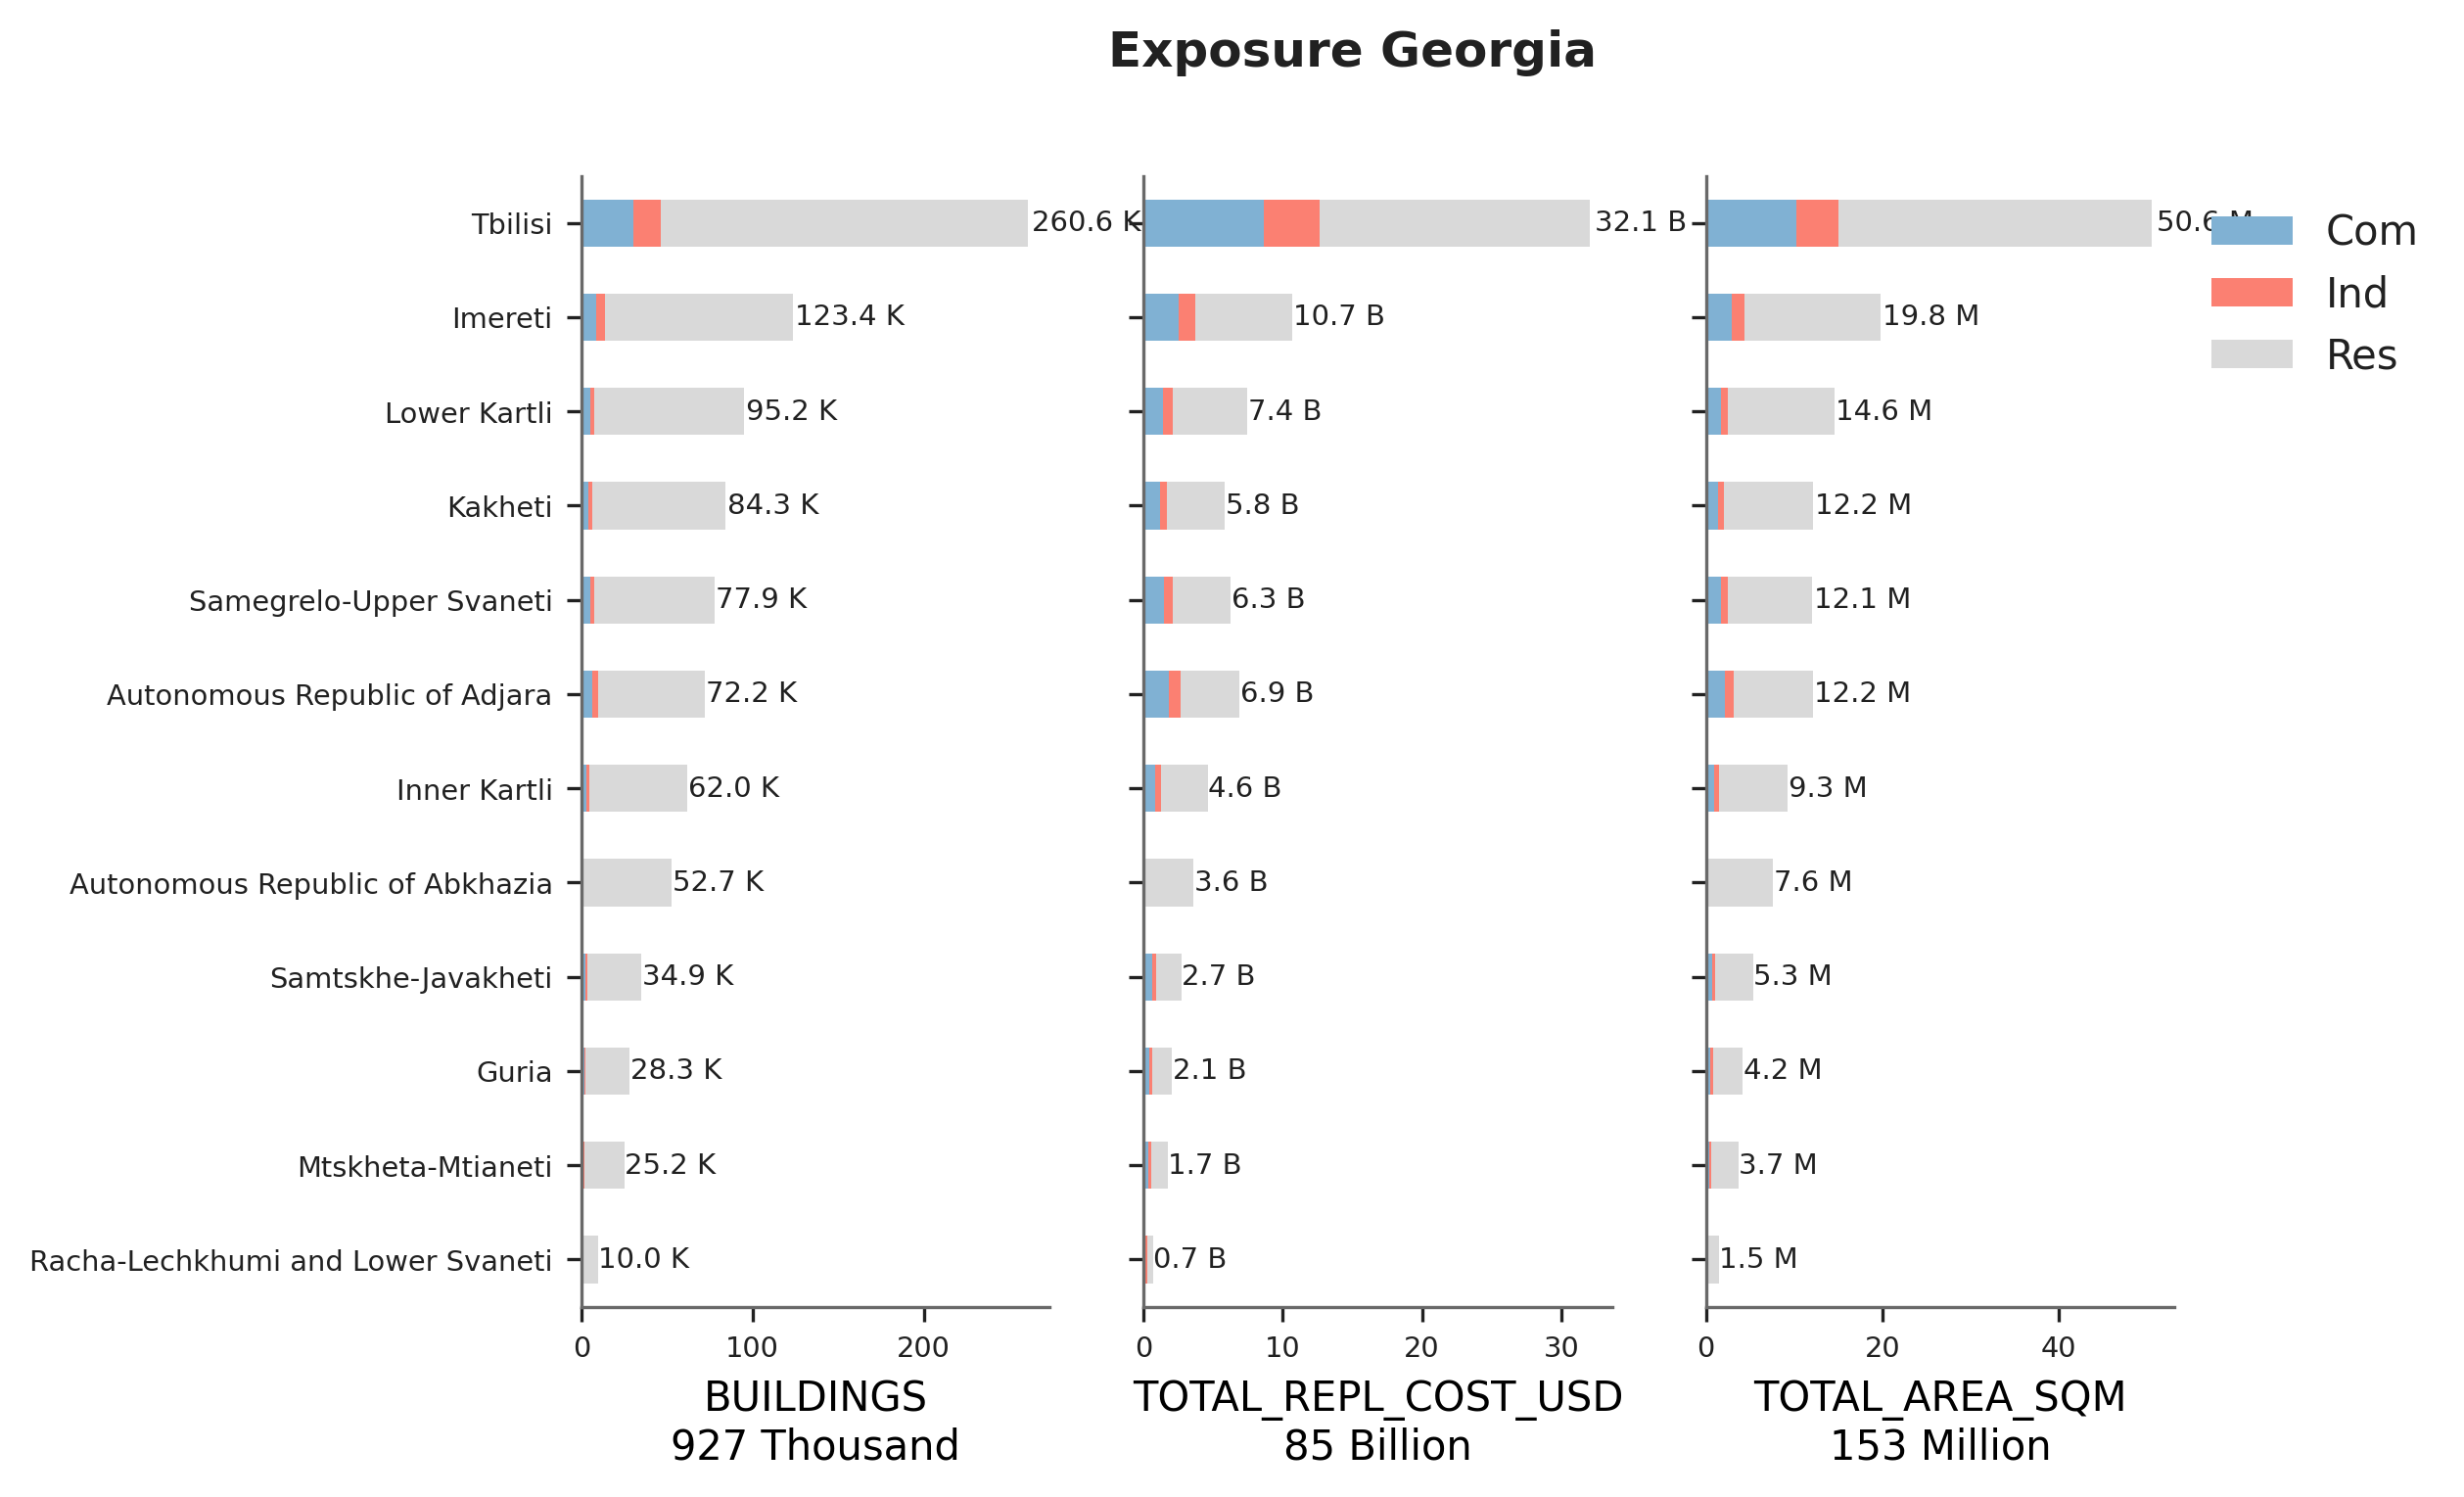 Exposure Georgia
Tbilisi 260.6 K 32.1 B 50.6 M
Com
Imereti 123.4 K 10.7 B 19.8 M
Ind
Res
Lower Kartli 95.2 K 7.4 B 14.6 M
Kakheti 84.3 K 5.8 B 12.2 M
Samegrelo-Upper Svaneti 77.9 K 6.3 B 12.1 M
Autonomous Republic of Adjara 72.2 K 6.9 B 12.2 M
Inner Kartli 62.0 K 4.6 B 9.3 M
Autonomous Republic of Abkhazia 52.7 K 3.6 B 7.6 M
Samtskhe-Javakheti 34.9 K 2.7 B 5.3 M
Guria 28.3 K 2.1 B 4.2 M
Mtskheta-Mtianeti 25.2 K 1.7 B 3.7 M
Racha-Lechkhumi and Lower Svaneti 10.0 K 0.7 B 1.5 M
0 100 200 0 10 20 30 0 20 40
BUILDINGS TOTAL_REPL_COST_USD TOTAL_AREA_SQM
927 Thousand 85 Billion 153 Million